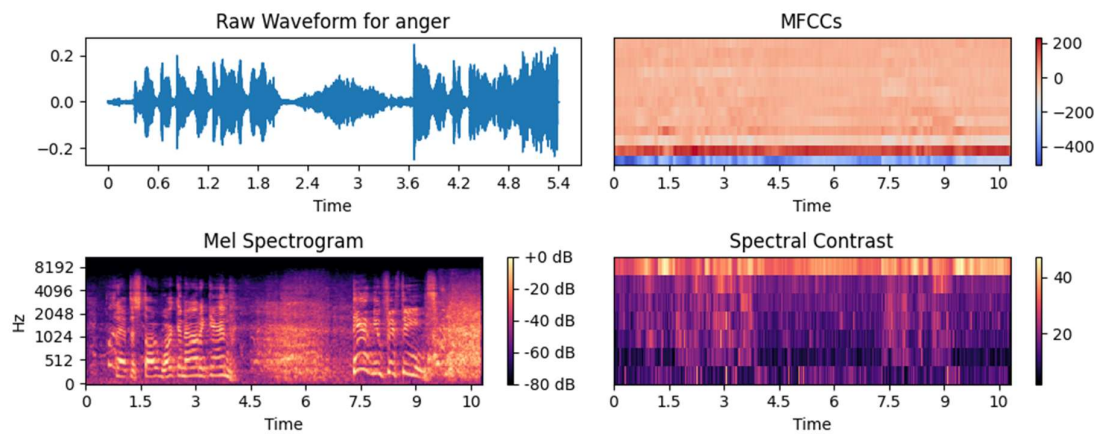 Raw Waveform for anger
0.2
0.0
−0.2
0 0.6 1.2 1.8 2.4 3.0 3.6 4.2 4.8 5.4
Time
MFCCs
200
0
−200
−400
0 1.5 3 4.5 6 7.5 9 10
Time
Mel Spectrogram
Hz
8192
4096
2048
1024
512
0
0 1.5 3 4.5 6 7.5 9 10
Time
+0 dB
-20 dB
-40 dB
-60 dB
-80 dB
Spectral Contrast
0 1.5 3 4.5 6 7.5 9 10
Time
40
20